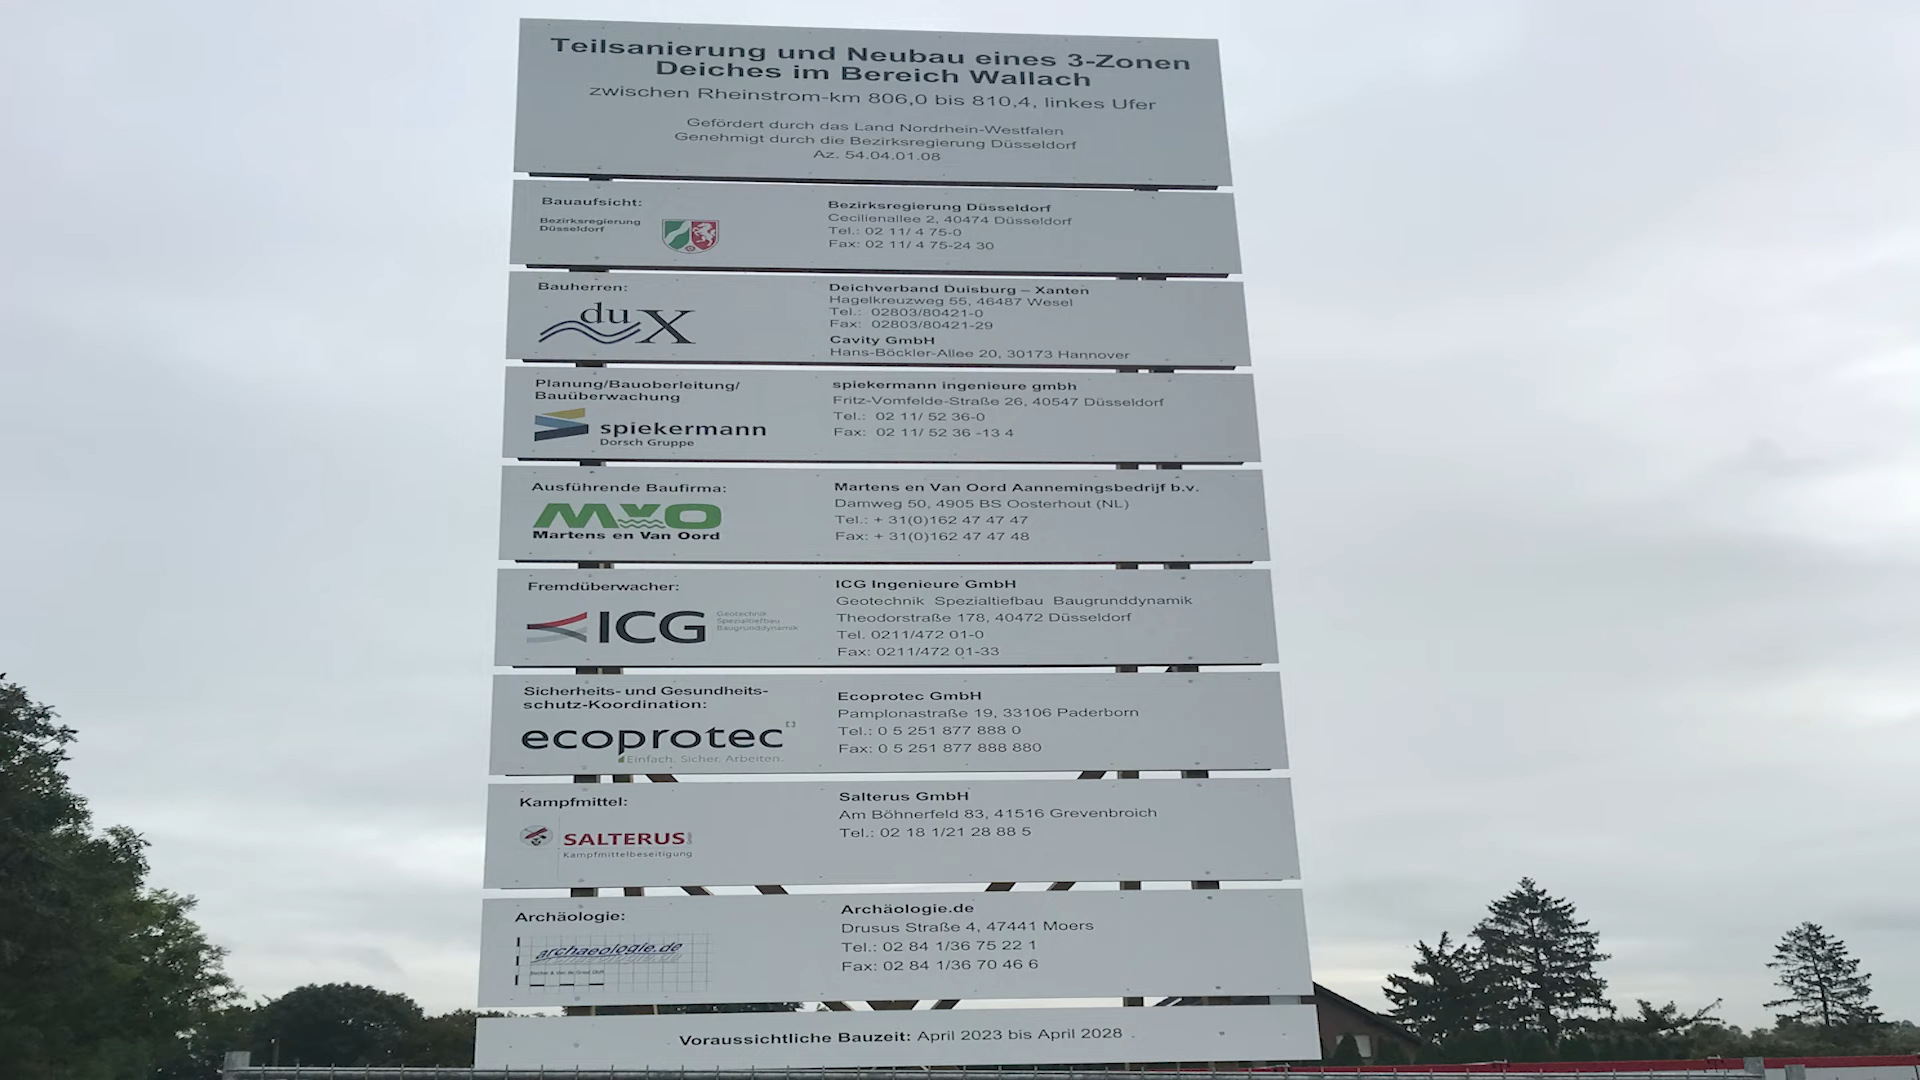 Teilsanierung und Neubau eines 3-Zonen
Deiches im Bereich Wallach
zwischen Rheinstrom-km 806,0 bis 810,4, linkes Ufer
Gefördert durch das Land Nordrhein-Westfalen
Genehmigt durch die Bezirksregierung Düsseldorf
Az. 54.04.01.08
Bauaufsicht:
Bezirksregierung
Düsseldorf
Bezirksregierung Düsseldorf
Cecilienallee 2, 40474 Düsseldorf
Tel.: 02 11/ 4 75-0
Fax: 02 11/ 4 75-24 30
Bauherren:
duX
Deichverband Duisburg – Xanten
Hagelkreuzweg 55, 46487 Wesel
Tel.: 02803/80421-0
Fax: 02803/80421-29
Cavity GmbH
Hans-Böckler-Allee 20, 30173 Hannover
Planung/Bauoberleitung/
Bauüberwachung
spiekermann
Dorsch Gruppe
spiekermann ingenieure gmbh
Fritz-Vomfelde-Straße 26, 40547 Düsseldorf
Tel.: 02 11/ 52 36-0
Fax: 02 11/ 52 36 -13 4
Ausführende Baufirma:
MVO
Martens en Van Oord
Martens en Van Oord Aannemingsbedrijf b.v.
Damweg 50, 4905 BS Oosterhout (NL)
Tel.: + 31(0)162 47 47 47
Fax: + 31(0)162 47 47 48
Fremdüberwacher:
ICG
Geotechnik
Spezialtiefbau
Baugrunddynamik
ICG Ingenieure GmbH
Geotechnik Spezialtiefbau Baugrunddynamik
Theodorstraße 178, 40472 Düsseldorf
Tel. 0211/472 01-0
Fax: 0211/472 01-33
Sicherheits- und Gesundheits-
schutz-Koordination:
ecoprotec
Einfach. Sicher. Arbeiten.
Ecoprotec GmbH
Pamplonastraße 19, 33106 Paderborn
Tel.: 0 5 251 877 888 0
Fax: 0 5 251 877 888 880
Kampfmittel:
SALTERUS
Kampfmittelbeseitigung
Salterus GmbH
Am Böhnerfeld 83, 41516 Grevenbroich
Tel.: 02 18 1/21 28 88 5
Archäologie:
archaeologie.de
Archäologie.de
Drusus Straße 4, 47441 Moers
Tel.: 02 84 1/36 75 22 1
Fax: 02 84 1/36 70 46 6
Voraussichtliche Bauzeit: April 2023 bis April 2028